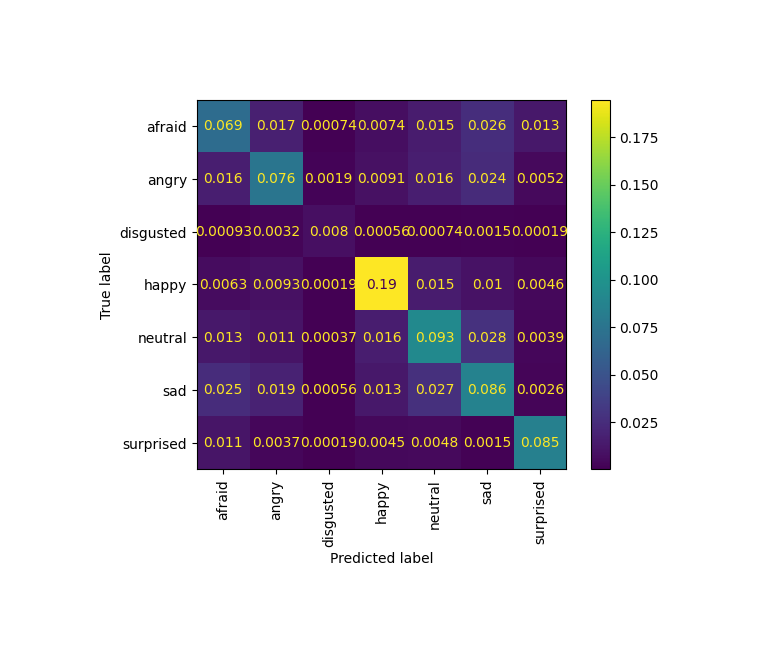 afraid 0.069 0.017 0.00074 0.0074 0.015 0.026 0.013
angry 0.016 0.076 0.0019 0.0091 0.016 0.024 0.0052
disgusted 0.00093 0.0032 0.008 0.00056 0.00074 0.0015 0.00019
happy 0.0063 0.0093 0.00019 0.19 0.015 0.01 0.0046
neutral 0.013 0.011 0.00037 0.016 0.093 0.028 0.0039
sad 0.025 0.019 0.00056 0.013 0.027 0.086 0.0026
surprised 0.011 0.0037 0.00019 0.0045 0.0048 0.0015 0.085
True label
afraid angry disgusted happy neutral sad surprised
Predicted label
0.175
0.150
0.125
0.100
0.075
0.050
0.025